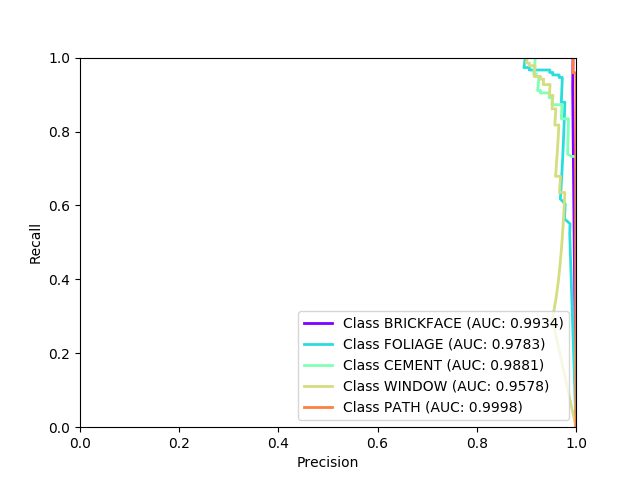 1.0
0.8
0.6
0.4
0.2
0.0
Recall
Class BRICKFACE (AUC: 0.9934)
Class FOLIAGE (AUC: 0.9783)
Class CEMENT (AUC: 0.9881)
Class WINDOW (AUC: 0.9578)
Class PATH (AUC: 0.9998)
0.0 0.2 0.4 0.6 0.8 1.0
Precision